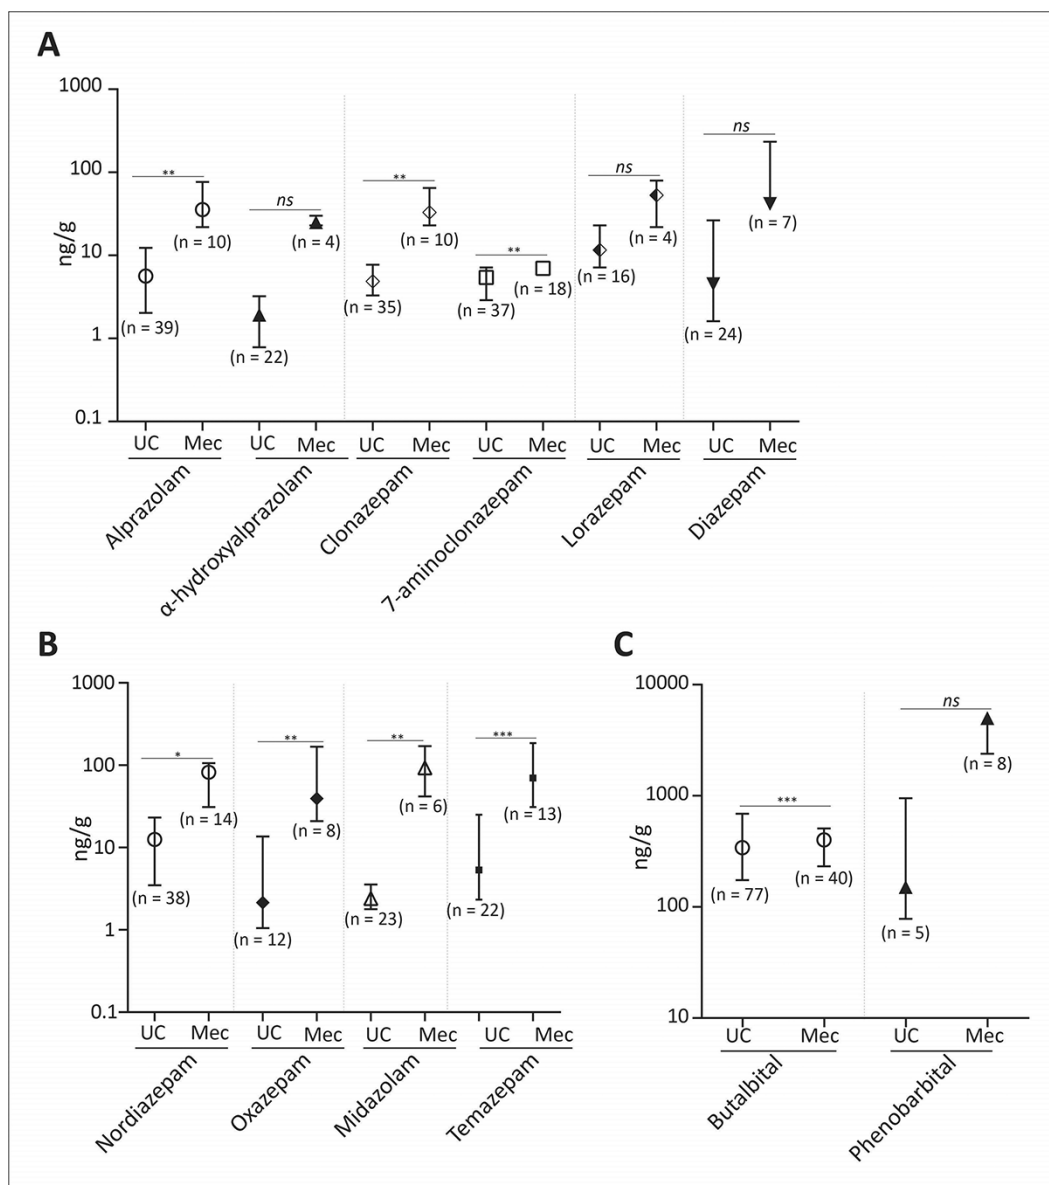 A
1000
100
10
1
0.1
ng/g
** ns ** ** ns ns
(n = 39) (n = 10) (n = 22) (n = 4) (n = 35) (n = 10) (n = 37) (n = 18) (n = 16) (n = 4) (n = 24) (n = 7)
UC Mec UC Mec UC Mec UC Mec UC Mec UC Mec
Alprazolam
α-hydroxyalprazolam
Clonazepam
7-aminoclonazepam
Lorazepam
Diazepam
B
1000
100
10
1
0.1
ng/g
* ** ** ***
(n = 38) (n = 14) (n = 12) (n = 8) (n = 23) (n = 6) (n = 22) (n = 13)
UC Mec UC Mec UC Mec UC Mec
Nordiazepam
Oxazepam
Midazolam
Temazepam
C
10000
1000
100
10
ng/g
*** ns
(n = 77) (n = 40) (n = 5) (n = 8)
UC Mec UC Mec
Butalbital
Phenobarbital